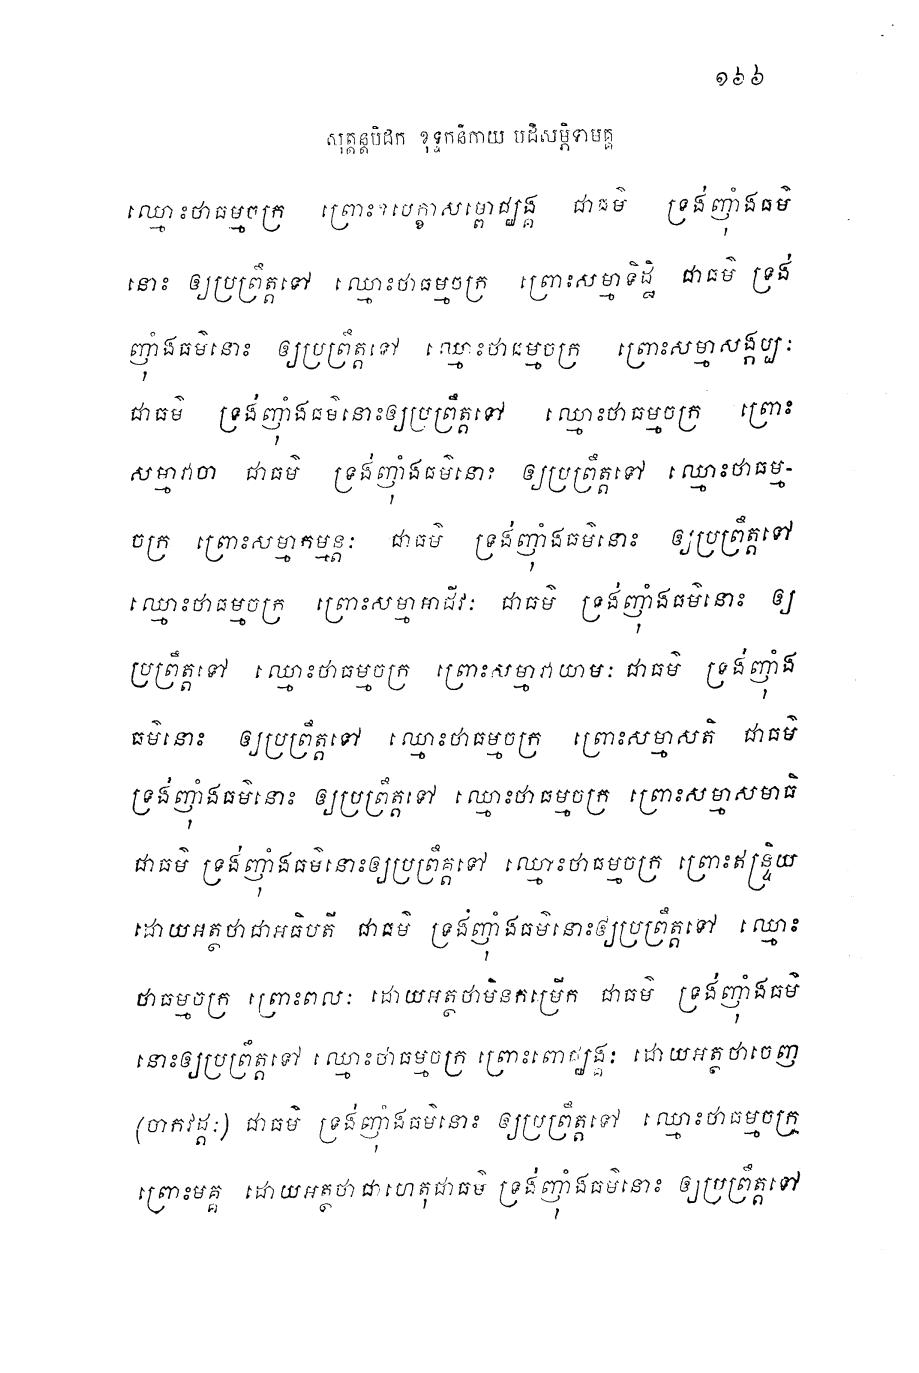 ១៦៦
សុត្តន្តបិដក ខុទ្ទកនិកាយ បដិសម្ភិទាមគ្គ
ឈ្មោះថាធម្មចក្រ ព្រោះឧបេក្ខាសម្ពោជ្ឈង្គ ជាធម៌ ទ្រង់ញុំាងធម៌
នោះ ឲ្យប្រព្រឹត្តទៅ ឈ្មោះថាធម្មចក្រ ព្រោះសម្មាទិដ្ឋិ ជាធម៌ ទ្រង់
ញុំាងធម៌នោះ ឲ្យប្រព្រឹត្តទៅ ឈ្មោះថាធម្មចក្រ ព្រោះសម្មាសង្កប្បៈ
ជាធម៌ ទ្រង់ញុំាងធម៌នោះឲ្យប្រព្រឹត្តទៅ ឈ្មោះថាធម្មចក្រ ព្រោះ
សម្មាវាចា ជាធម៌ ទ្រង់ញុំាងធម៌នោះ ឲ្យប្រព្រឹត្តទៅ ឈ្មោះថាធម្ម-
ចក្រ ព្រោះសម្មាកម្មន្តៈ ជាធម៌ ទ្រង់ញុំាងធម៌នោះ ឲ្យប្រព្រឹត្តទៅ
ឈ្មោះថាធម្មចក្រ ព្រោះសម្មាអាជីវៈ ជាធម៌ ទ្រង់ញុំាងធម៌នោះ ឲ្យ
ប្រព្រឹត្តទៅ ឈ្មោះថាធម្មចក្រ ព្រោះសម្មាវាយាមៈ ជាធម៌ ទ្រង់ញុំាង
ធម៌នោះ ឲ្យប្រព្រឹត្តទៅ ឈ្មោះថាធម្មចក្រ ព្រោះសម្មាសតិ ជាធម៌
ទ្រង់ញុំាងធម៌នោះ ឲ្យប្រព្រឹត្តទៅ ឈ្មោះថាធម្មចក្រ ព្រោះសម្មាសមាធិ
ជាធម៌ ទ្រង់ញុំាងធម៌នោះឲ្យប្រព្រឹត្តទៅ ឈ្មោះថាធម្មចក្រ ព្រោះឥន្ទ្រិយ
ដោយអត្ថថាជាអធិបតី ជាធម៌ ទ្រង់ញុំាងធម៌នោះឲ្យប្រព្រឹត្តទៅ ឈ្មោះ
ថាធម្មចក្រ ព្រោះពលៈ ដោយអត្ថថាមិនកម្រើក ជាធម៌ ទ្រង់ញុំាងធម៌
នោះឲ្យប្រព្រឹត្តទៅ ឈ្មោះថាធម្មចក្រ ព្រោះពោជ្ឈង្គៈ ដោយអត្ថថាចេញ
(ចាកវដ្តៈ) ជាធម៌ ទ្រង់ញុំាងធម៌នោះ ឲ្យប្រព្រឹត្តទៅ ឈ្មោះថាធម្មចក្រ
ព្រោះមគ្គ ដោយអត្ថថាជាហេតុជាធម៌ ទ្រង់ញុំាងធម៌នោះ ឲ្យប្រព្រឹត្តទៅ